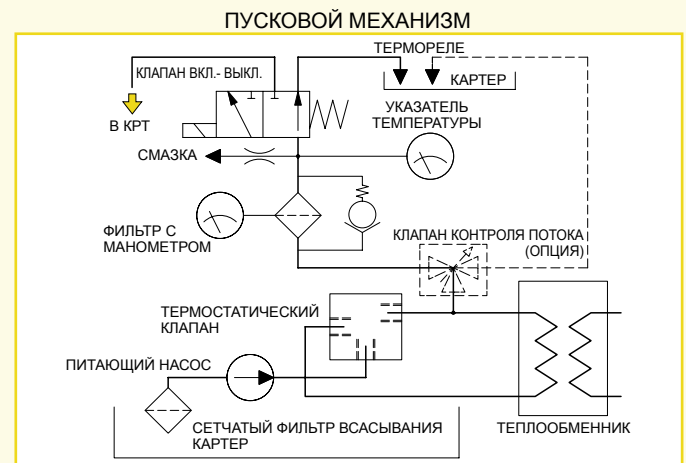 ПУСКОВОЙ МЕХАНИЗМ
ТЕРМОРЕЛЕ
КЛАПАН ВКЛ.- ВЫКЛ.
КАРТЕР
В КРТ
УКАЗАТЕЛЬ
ТЕМПЕРАТУРЫ
СМАЗКА
ФИЛЬТР С
МАНОМЕТРОМ
КЛАПАН КОНТРОЛЯ ПОТОКА
(ОПЦИЯ)
ТЕРМОСТАТИЧЕСКИЙ
КЛАПАН
ПИТАЮЩИЙ НАСОС
СЕТЧАТЫЙ ФИЛЬТР ВСАСЫВАНИЯ
КАРТЕР
ТЕПЛООБМЕННИК